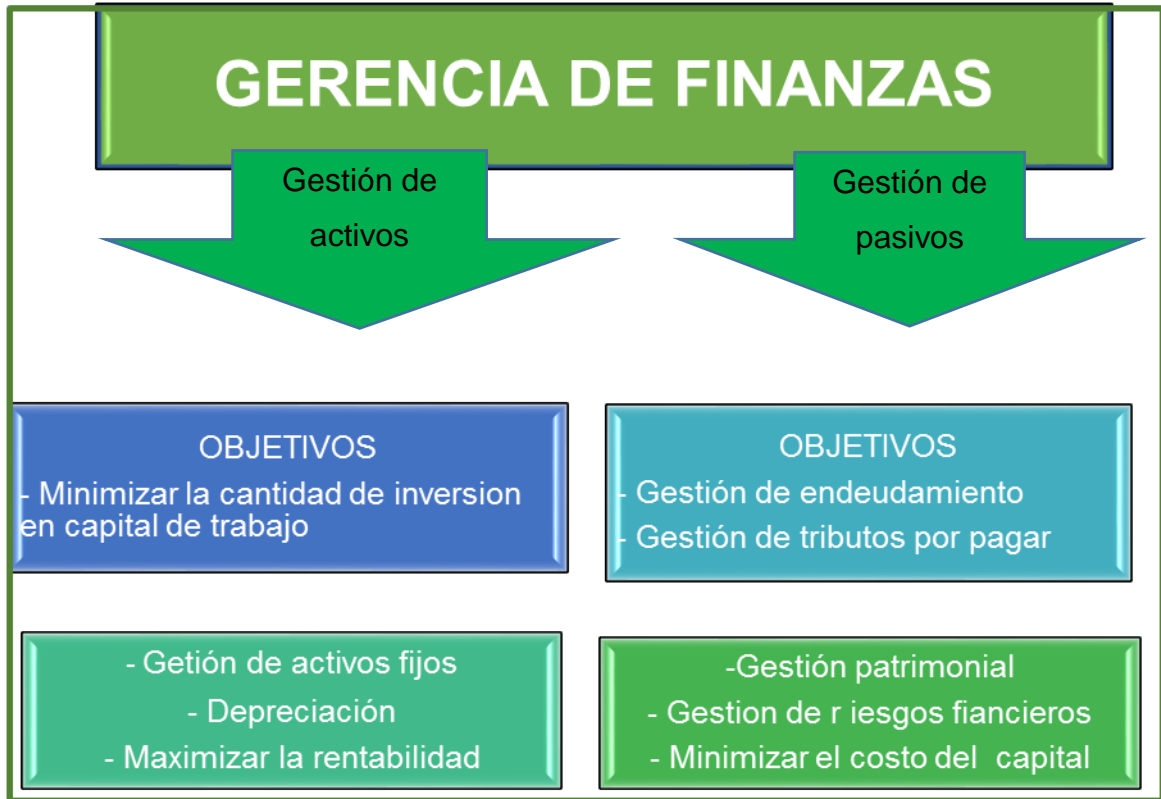 GERENCIA DE FINANZAS
Gestión de
activos
Gestión de
pasivos
OBJETIVOS
- Minimizar la cantidad de inversion
en capital de trabajo
OBJETIVOS
- Gestión de endeudamiento
- Gestión de tributos por pagar
- Getión de activos fijos
- Depreciación
- Maximizar la rentabilidad
-Gestión patrimonial
- Gestion de r iesgos fiancieros
- Minimizar el costo del capital